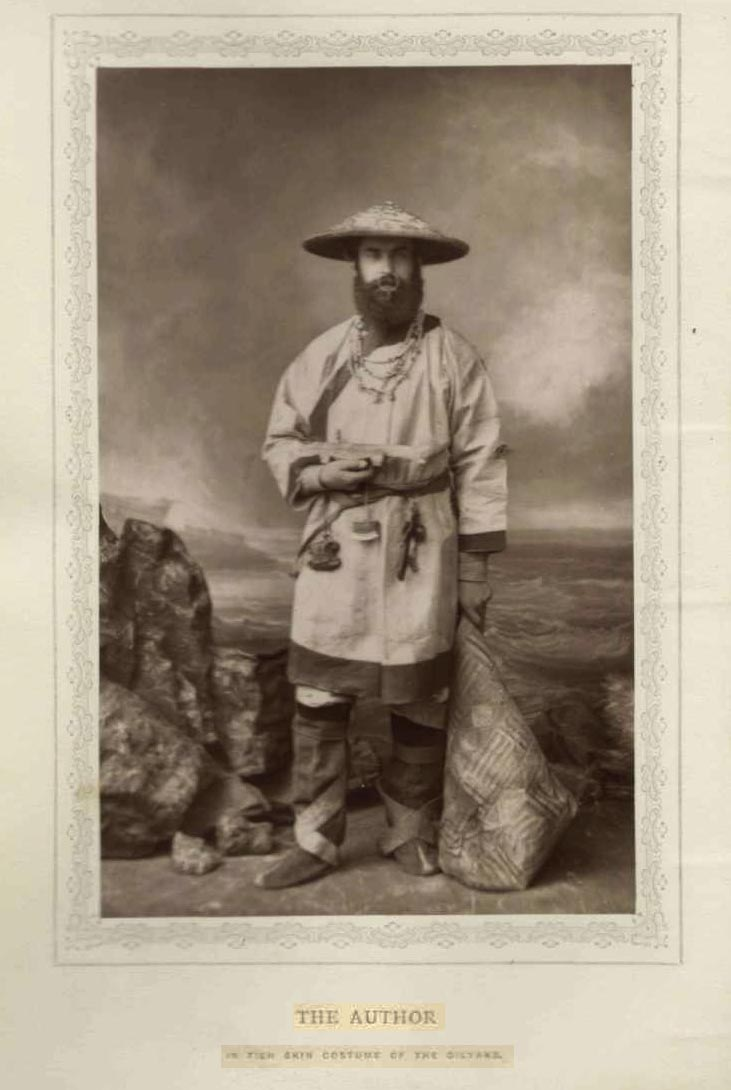 THE AUTHOR
IN FISH SKIN COSTUME OF THE GILYAKS.